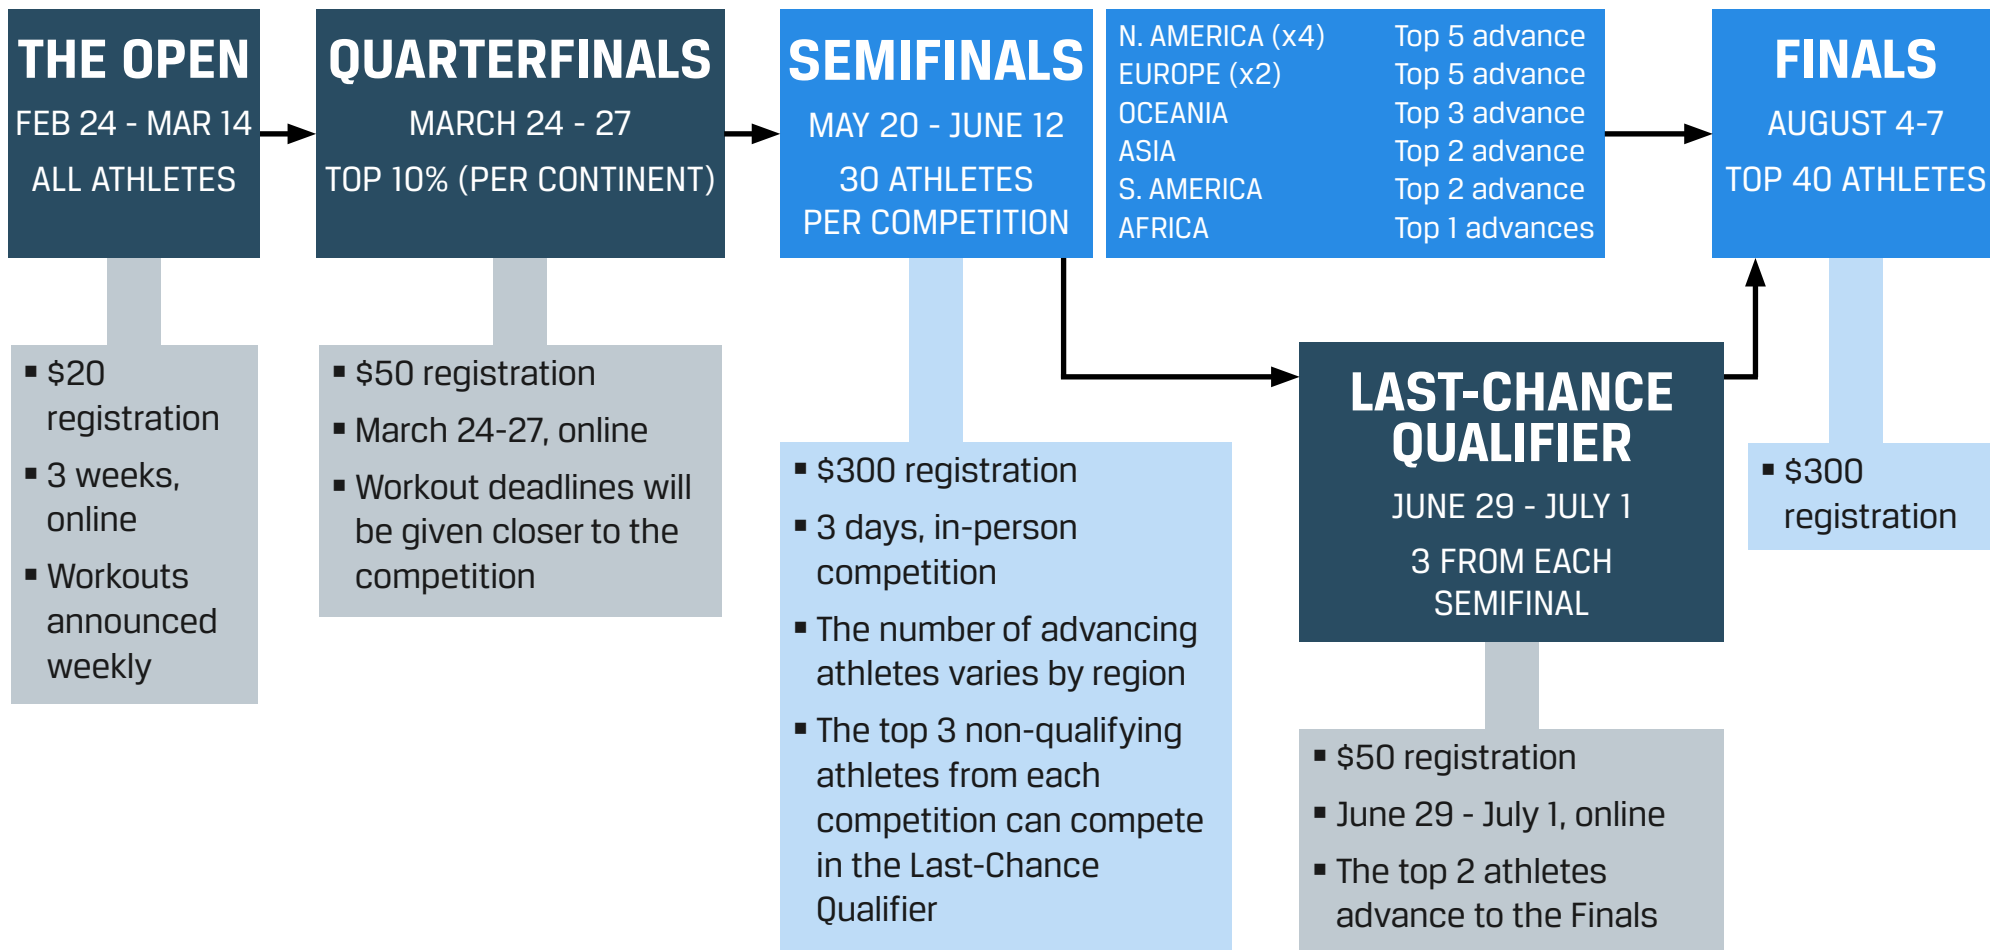 THE OPEN
FEB 24 - MAR 14
ALL ATHLETES
QUARTERFINALS
MARCH 24 - 27
TOP 10% (PER CONTINENT)
SEMIFINALS
MAY 20 - JUNE 12
30 ATHLETES
PER COMPETITION
N. AMERICA (x4) Top 5 advance
EUROPE (x2) Top 5 advance
OCEANIA Top 3 advance
ASIA Top 2 advance
S. AMERICA Top 2 advance
AFRICA Top 1 advances
FINALS
AUGUST 4-7
TOP 40 ATHLETES
▪ $20
registration
▪ 3 weeks,
online
▪ Workouts
announced
weekly
▪ $50 registration
▪ March 24-27, online
▪ Workout deadlines will
be given closer to the
competition
▪ $300 registration
▪ 3 days, in-person
competition
▪ The number of advancing
athletes varies by region
▪ The top 3 non-qualifying
athletes from each
competition can compete
in the Last-Chance
Qualifier
LAST-CHANCE
QUALIFIER
JUNE 29 - JULY 1
3 FROM EACH
SEMIFINAL
▪ $50 registration
▪ June 29 - July 1, online
▪ The top 2 athletes
advance to the Finals
▪ $300
registration